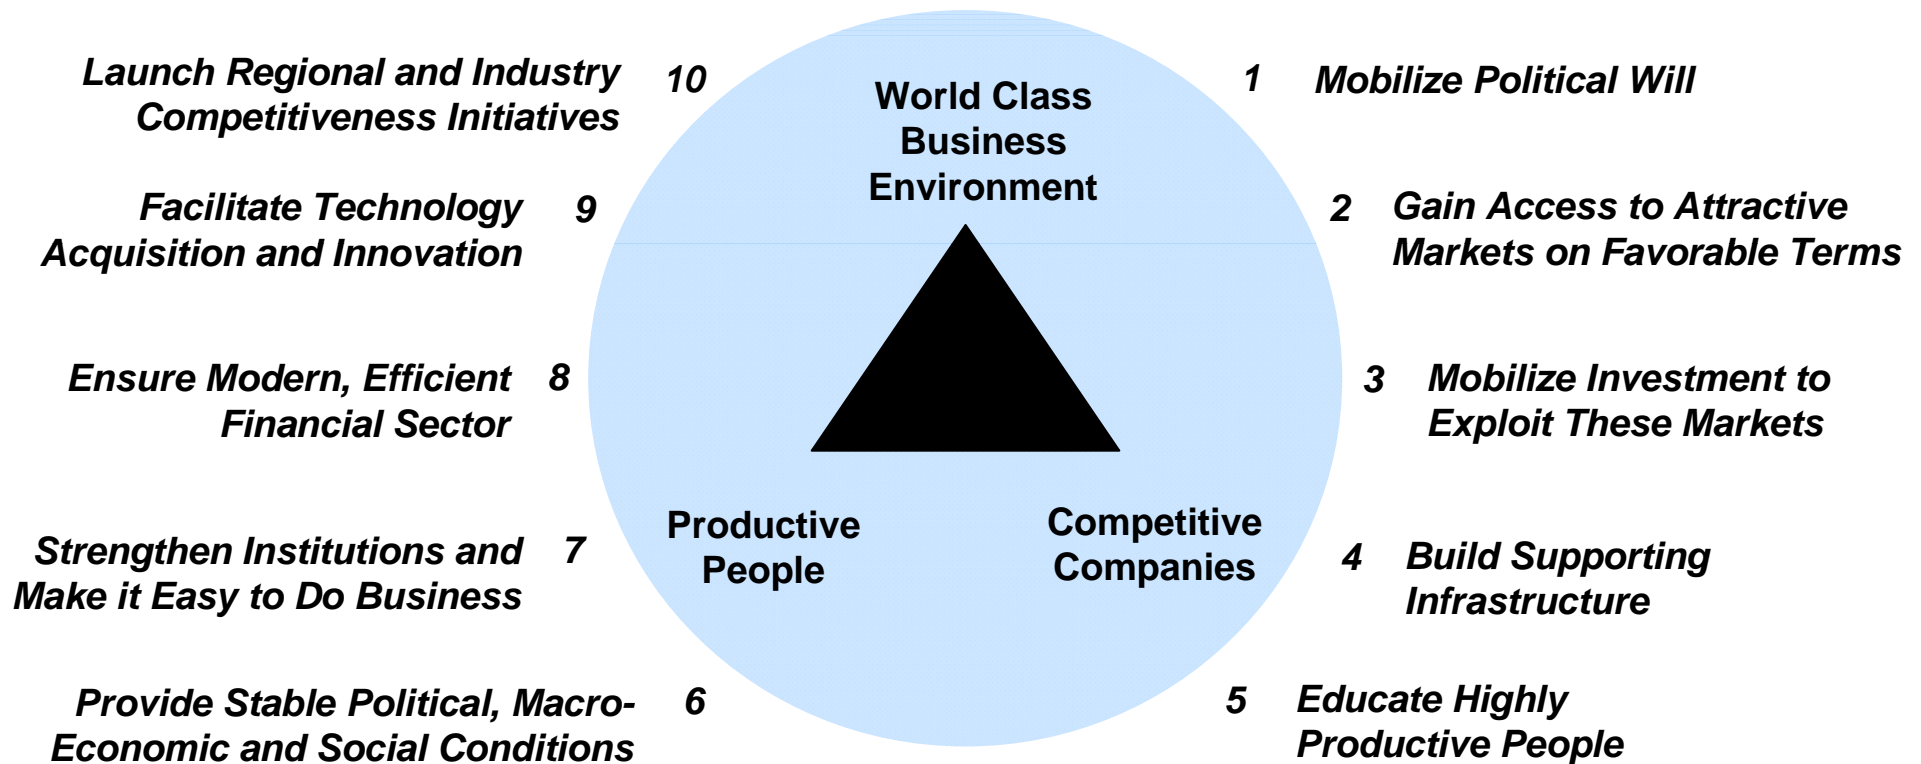 World Class
Business
Environment
Productive
People
Competitive
Companies
1 Mobilize Political Will
2 Gain Access to Attractive
Markets on Favorable Terms
3 Mobilize Investment to
Exploit These Markets
4 Build Supporting
Infrastructure
5 Educate Highly
Productive People
6 Provide Stable Political, Macro-
Economic and Social Conditions
7 Strengthen Institutions and
Make it Easy to Do Business
8 Ensure Modern, Efficient
Financial Sector
9 Facilitate Technology
Acquisition and Innovation
10 Launch Regional and Industry
Competitiveness Initiatives